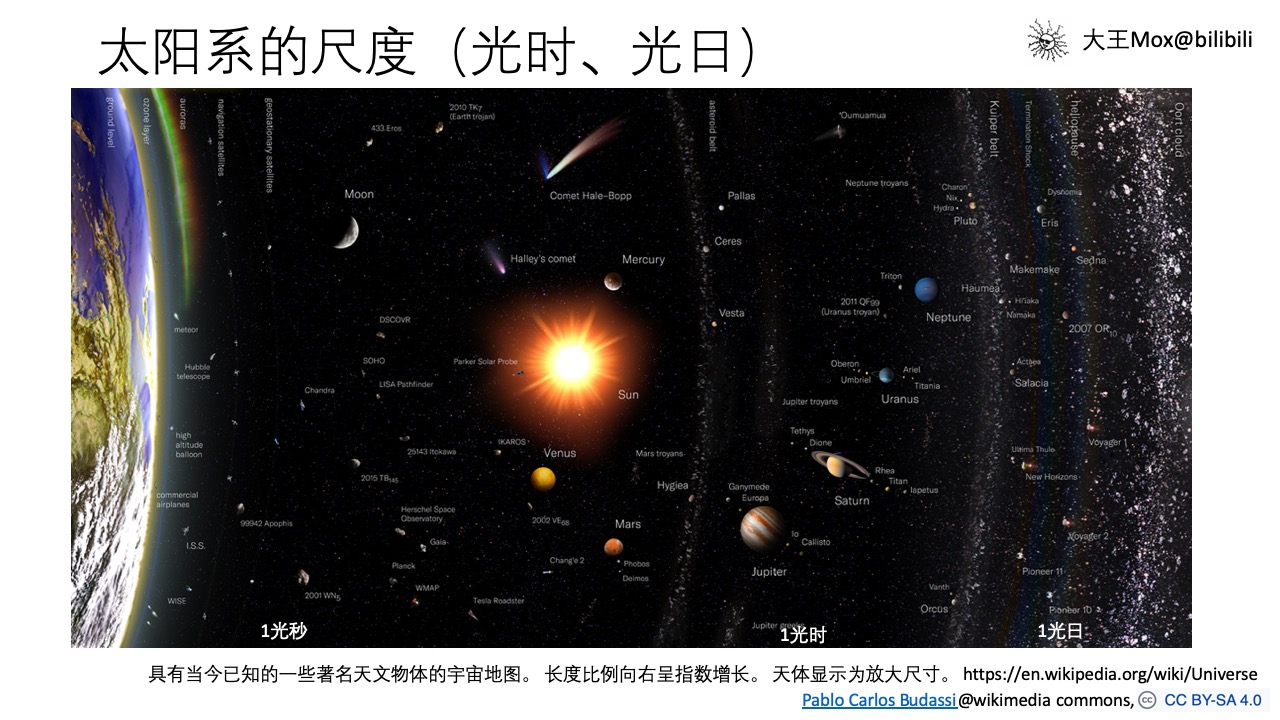 太阳系的尺度（光时、光日）
大王Mox@bilibili
ground level
ozone layer
auroras
navigation satellites
geostationary satellites
2010 TK7
(Earth trojan)
433 Eros
Moon
Comet Hale-Bopp
Halley's comet
Mercury
asteroid belt
Pallas
Ceres
Vesta
'Oumuamua
Neptune troyans
Kuiper belt
Termination Shock
heliopause
Oort cloud
Charon
Nix
Hydra
Pluto
Dysnomia
Eris
Sedna
Makemake
Haumea
Hi'iaka
Namaka
2007 OR10
Triton
Neptune
2011 QF99
(Uranus troyan)
meteor
Hubble
telescope
DSCOVR
SOHO
LISA Pathfinder
Chandra
Parker Solar Probe
Sun
Oberon
Umbriel
Ariel
Titania
Uranus
Actaea
Salacia
Jupiter troyans
high
altitude
balloon
IKAROS
25143 Itokawa
Venus
Mars troyans
Tethys
Dione
Rhea
Titan
Iapetus
Saturn
Voyager 1
Ultima Thule
New Horizons
2015 TB145
Hygiea
Ganymede
Europa
commercial
airplanes
99942 Apophis
Herschel Space
Observatory
2002 VE68
Mars
Io
Callisto
Jupiter
Voyager 2
I.S.S.
Gaia
Planck
Chang'e 2
Phobos
Deimos
Pioneer 11
WISE
2001 WN5
WMAP
Tesla Roadster
Vanth
Orcus
Pioneer 10
Jupiter greeks
1光秒
1光时
1光日
具有当今已知的一些著名天文物体的宇宙地图。 长度比例向右呈指数增长。 天体显示为放大尺寸。 https://en.wikipedia.org/wiki/Universe
Pablo Carlos Budassi@wikimedia commons, cc CC BY-SA 4.0